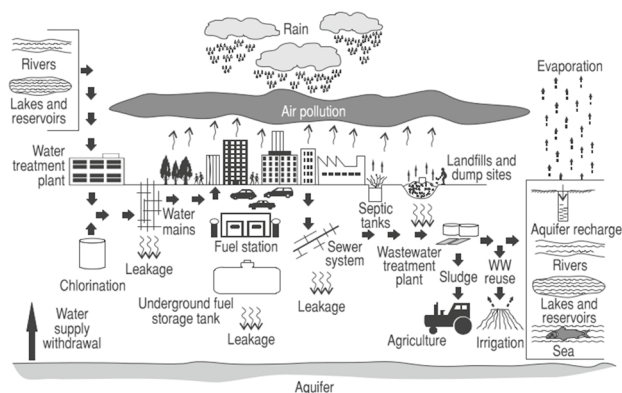 Rain
Rivers
Lakes and
reservoirs
Evaporation
Air pollution
Water
treatment
plant
Landfills and
dump sites
Water
mains
Septic
tanks
Fuel station
Sewer
system
Aquifer recharge
Leakage
Chlorination
Wastewater
treatment
plant
Sludge
WW
reuse
Rivers
Underground fuel
storage tank
Leakage
Leakage
Lakes and
reservoirs
Water
supply
withdrawal
Agriculture
Irrigation
Sea
Aquifer